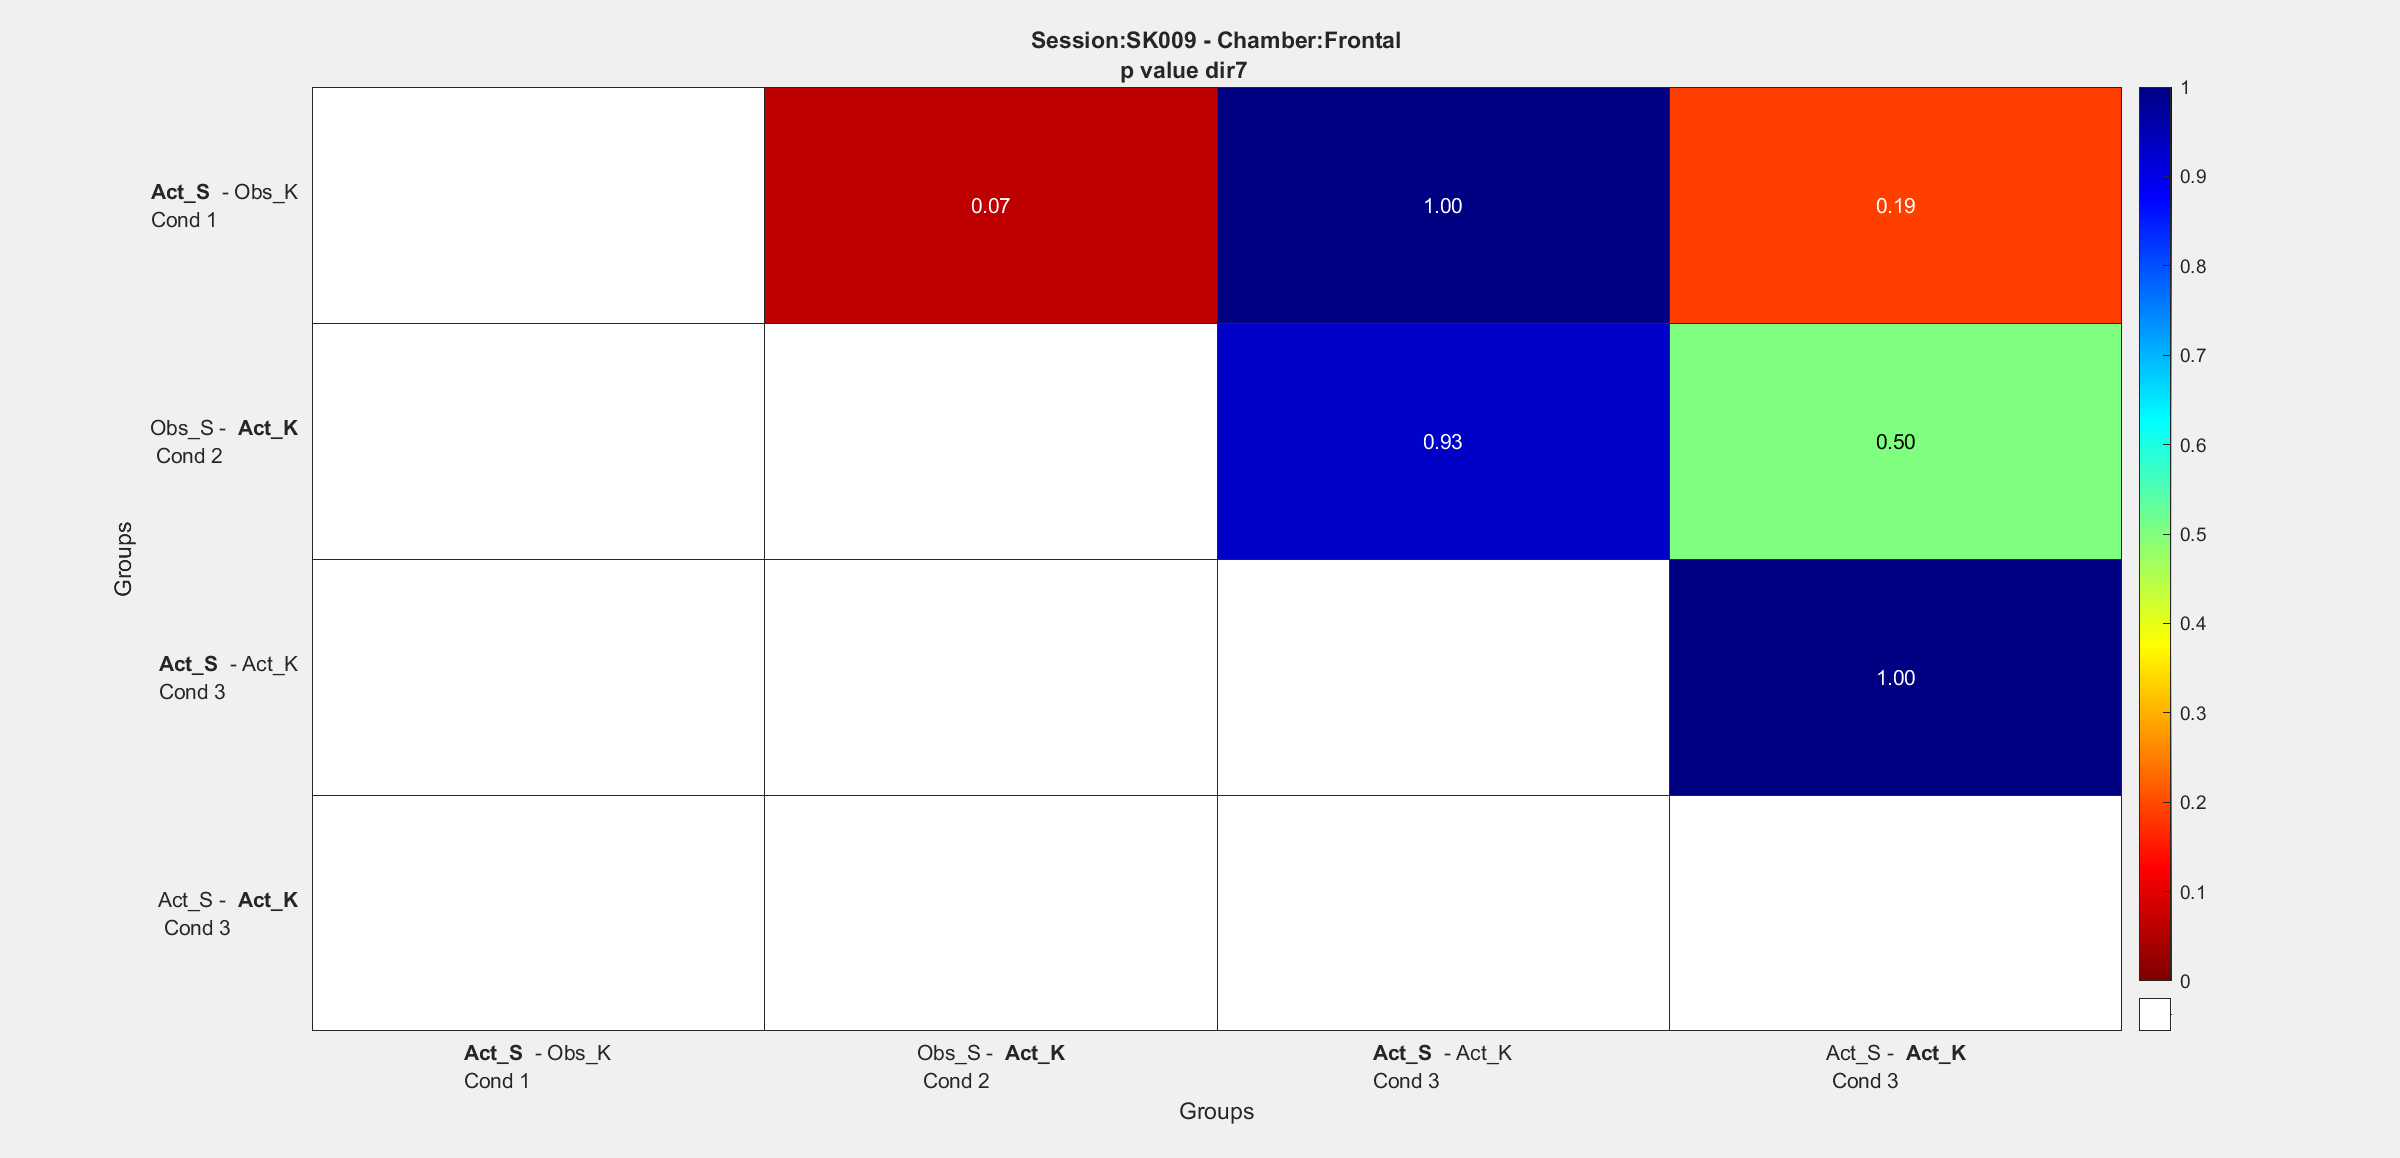 Session:SK009 - Chamber:Frontal
p value dir7
Act_S - Obs_K
Cond 1
0.07
1.00
0.19
Obs_S - Act_K
Cond 2
0.93
0.50
Act_S - Act_K
Cond 3
1.00
Act_S - Act_K
Cond 3
Groups
Act_S - Obs_K
Cond 1
Obs_S - Act_K
Cond 2
Act_S - Act_K
Cond 3
Act_S - Act_K
Cond 3
Groups
1
0.9
0.8
0.7
0.6
0.5
0.4
0.3
0.2
0.1
0